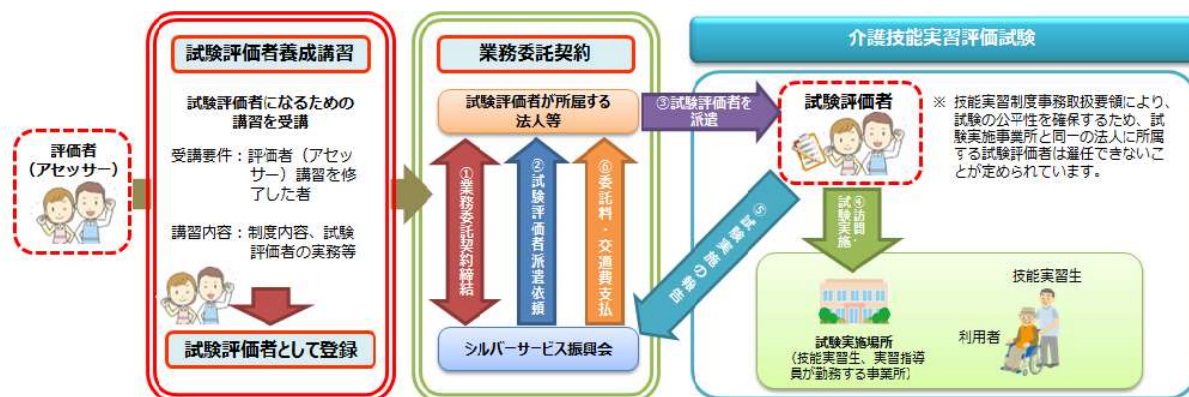 評価者
(アセッサー)
試験評価者養成講習
試験評価者になるための
講習を受講
受講要件：評価者（アセッ
サー）講習を修
了した者
講習内容：制度内容、試験
評価者の実務等
試験評価者として登録
業務委託契約
試験評価者が所属する
法人等
①業務委託契約締結
②試験評価者派遣依頼
⑥委託料・交通費支払
シルバーサービス振興会
③試験評価者を
派遣
介護技能実習評価試験
試験評価者
※ 技能実習制度事務取扱要領により、
試験の公平性を確保するため、試
験実施事業所と同一の法人に所属
する試験評価者は選任できないこ
とが定められています。
④訪問・
試験実施
⑤試験実施の報告
試験実施場所
（技能実習生、実習指導
員が勤務する事業所）
技能実習生
利用者